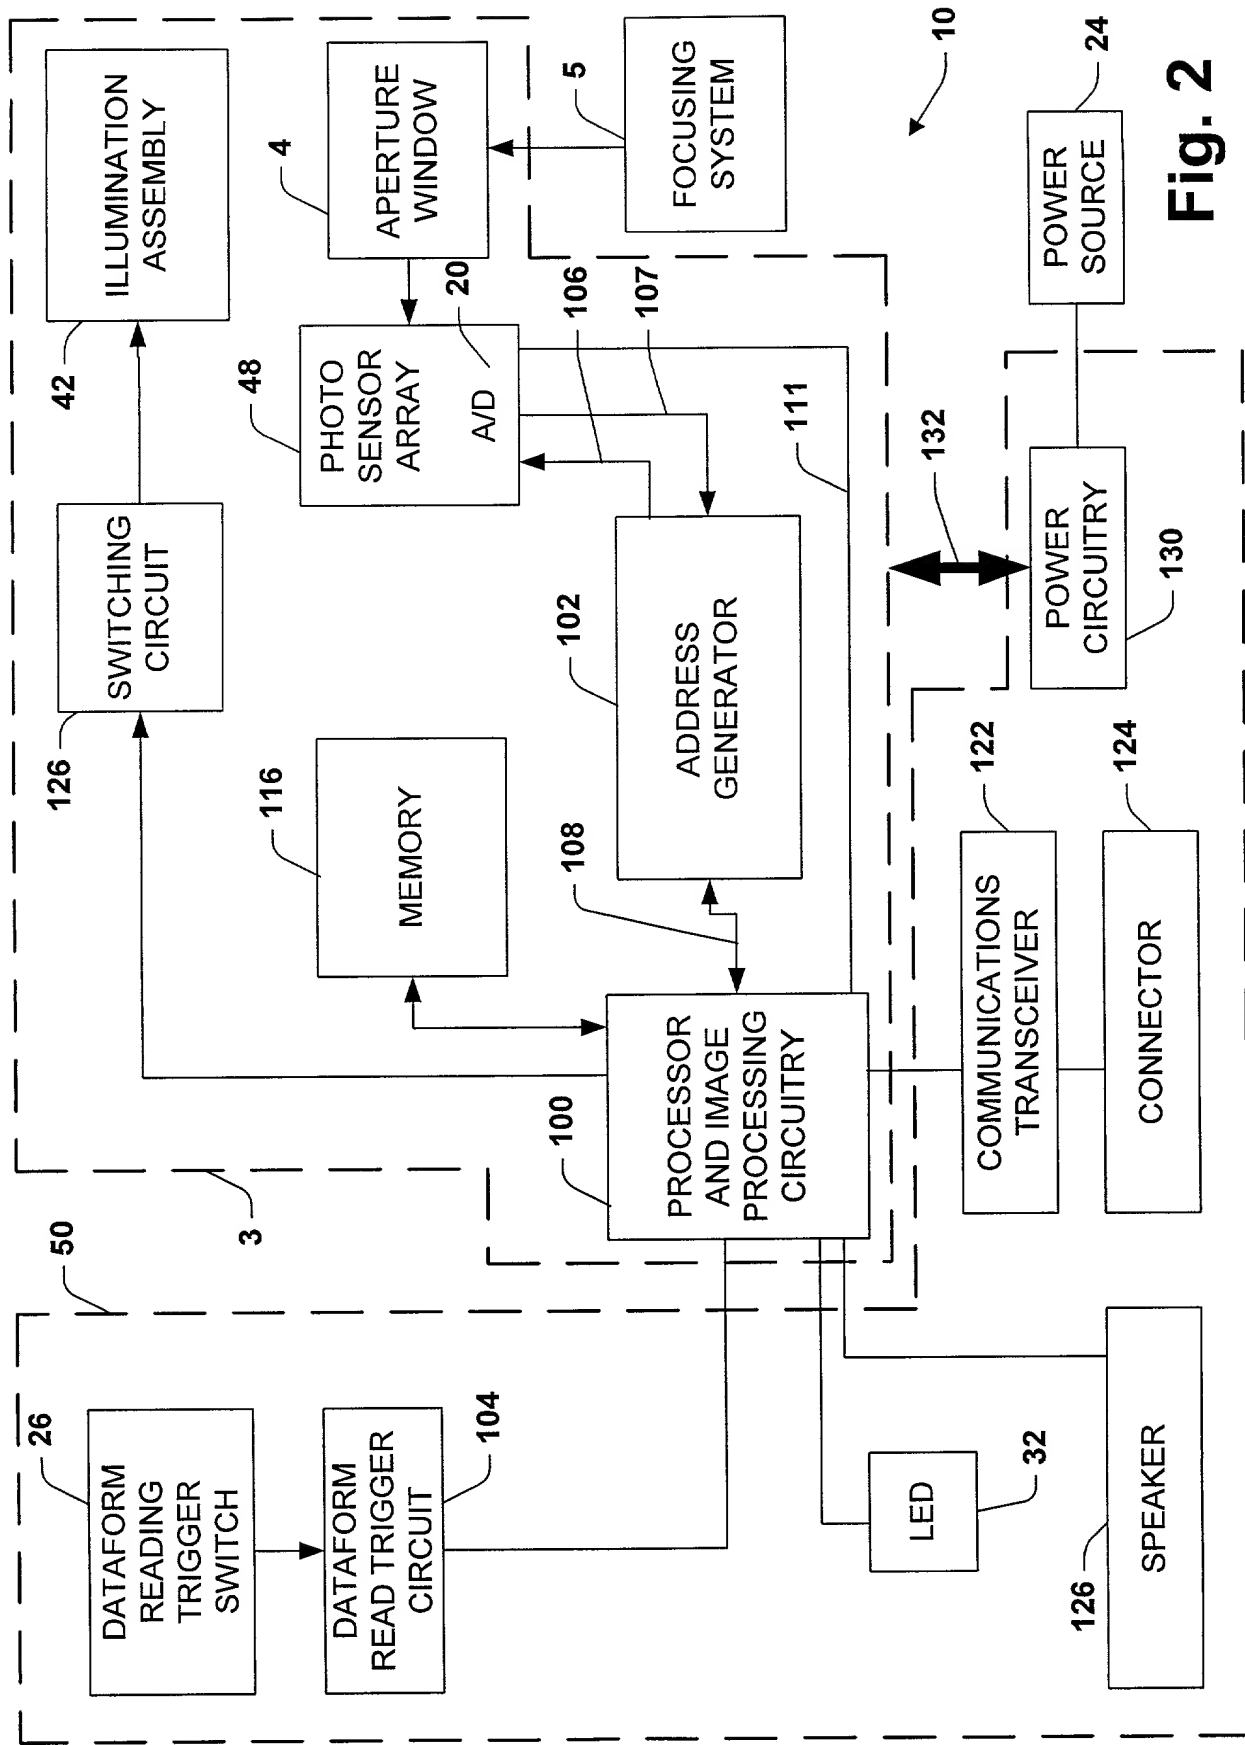 26
DATAFORM
READING
TRIGGER
SWITCH
50
3
126
SWITCHING
CIRCUIT
42
ILLUMINATION
ASSEMBLY
DATAFORM
READ TRIGGER
CIRCUIT
104
116
MEMORY
48
PHOTO
SENSOR
ARRAY
A/D
20
4
APERTURE
WINDOW
100
PROCESSOR
AND IMAGE
PROCESSING
CIRCUITRY
108
102
ADDRESS
GENERATOR
106
107
5
FOCUSING
SYSTEM
111
LED
32
132
10
COMMUNICATIONS
TRANSCEIVER
122
POWER
CIRCUITRY
130
POWER
SOURCE
24
126
SPEAKER
CONNECTOR
124
Fig. 2